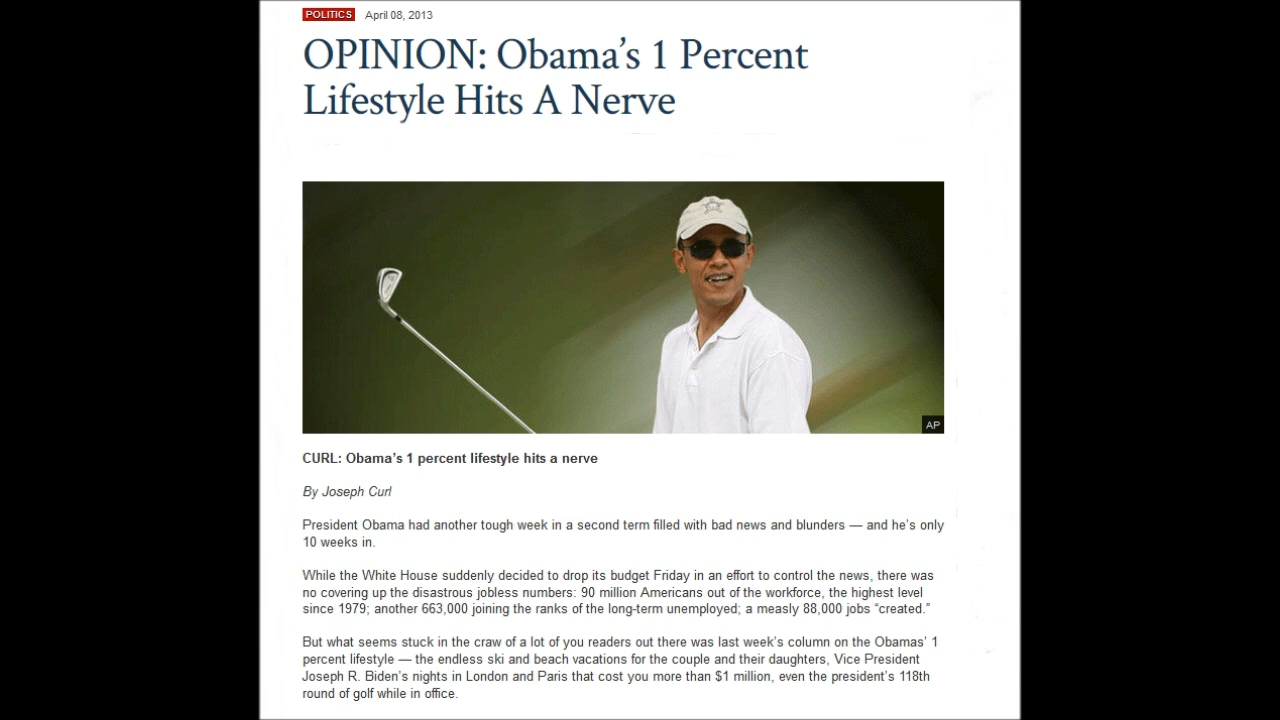 POLITICS April 08, 2013
OPINION: Obama’s 1 Percent
Lifestyle Hits A Nerve
AP
CURL: Obama’s 1 percent lifestyle hits a nerve
By Joseph Curl
President Obama had another tough week in a second term filled with bad news and blunders — and he’s only
10 weeks in.
While the White House suddenly decided to drop its budget Friday in an effort to control the news, there was
no covering up the disastrous jobless numbers: 90 million Americans out of the workforce, the highest level
since 1979; another 663,000 joining the ranks of the long-term unemployed; a measly 88,000 jobs “created.”
But what seems stuck in the craw of a lot of you readers out there was last week’s column on the Obamas’ 1
percent lifestyle — the endless ski and beach vacations for the couple and their daughters, Vice President
Joseph R. Biden’s nights in London and Paris that cost you more than $1 million, even the president’s 118th
round of golf while in office.